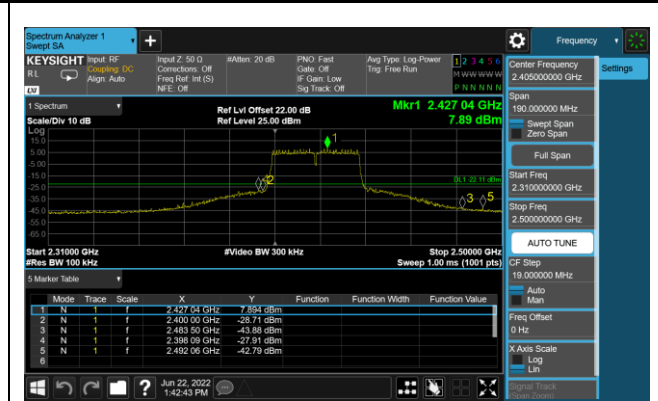 Spectrum Analyzer 1
Swept SA
+
Frequency
KEYSIGHT
R L
LXI
Input: RF
Coupling: DC
Align: Auto
Input Z: 50 Ω
Corrections: Off
Freq Ref: Int (S)
NFE: Off
#Atten: 20 dB
PNO: Fast
Gate: Off
IF Gain: Low
Sig Track: Off
Avg Type: Log-Power
Trig: Free Run
1 2 3 4 5 6
M W W W W W
P N N N N N
1 Spectrum
Scale/Div 10 dB
Ref Lvl Offset 22.00 dB
Ref Level 25.00 dBm
Mkr1 2.427 04 GHz
7.89 dBm
Log
15.0
5.00
-5.00
-15.0
-25.0
-35.0
-45.0
-55.0
-65.0
1
2
3
5
DL1 -22.11 dBm
Start 2.31000 GHz
#Res BW 100 kHz
#Video BW 300 kHz
Stop 2.50000 GHz
Sweep 1.00 ms (1001 pts)
5 Marker Table
Mode Trace Scale X Y Function Function Width Function Value
1 N 1 f 2.427 04 GHz 7.894 dBm
2 N 1 f 2.400 00 GHz -28.71 dBm
3 N 1 f 2.483 50 GHz -43.88 dBm
4 N 1 f 2.398 09 GHz -27.91 dBm
5 N 1 f 2.492 06 GHz -42.79 dBm
6
Jun 22, 2022
1:42:43 PM
?
Center Frequency
2.405000000 GHz
Settings
Span
190.000000 MHz
Swept Span
Zero Span
Full Span
Start Freq
2.310000000 GHz
Stop Freq
2.500000000 GHz
AUTO TUNE
CF Step
19.000000 MHz
Auto
Man
Freq Offset
0 Hz
X Axis Scale
Log
Lin
Signal Track
(Span Zoom)